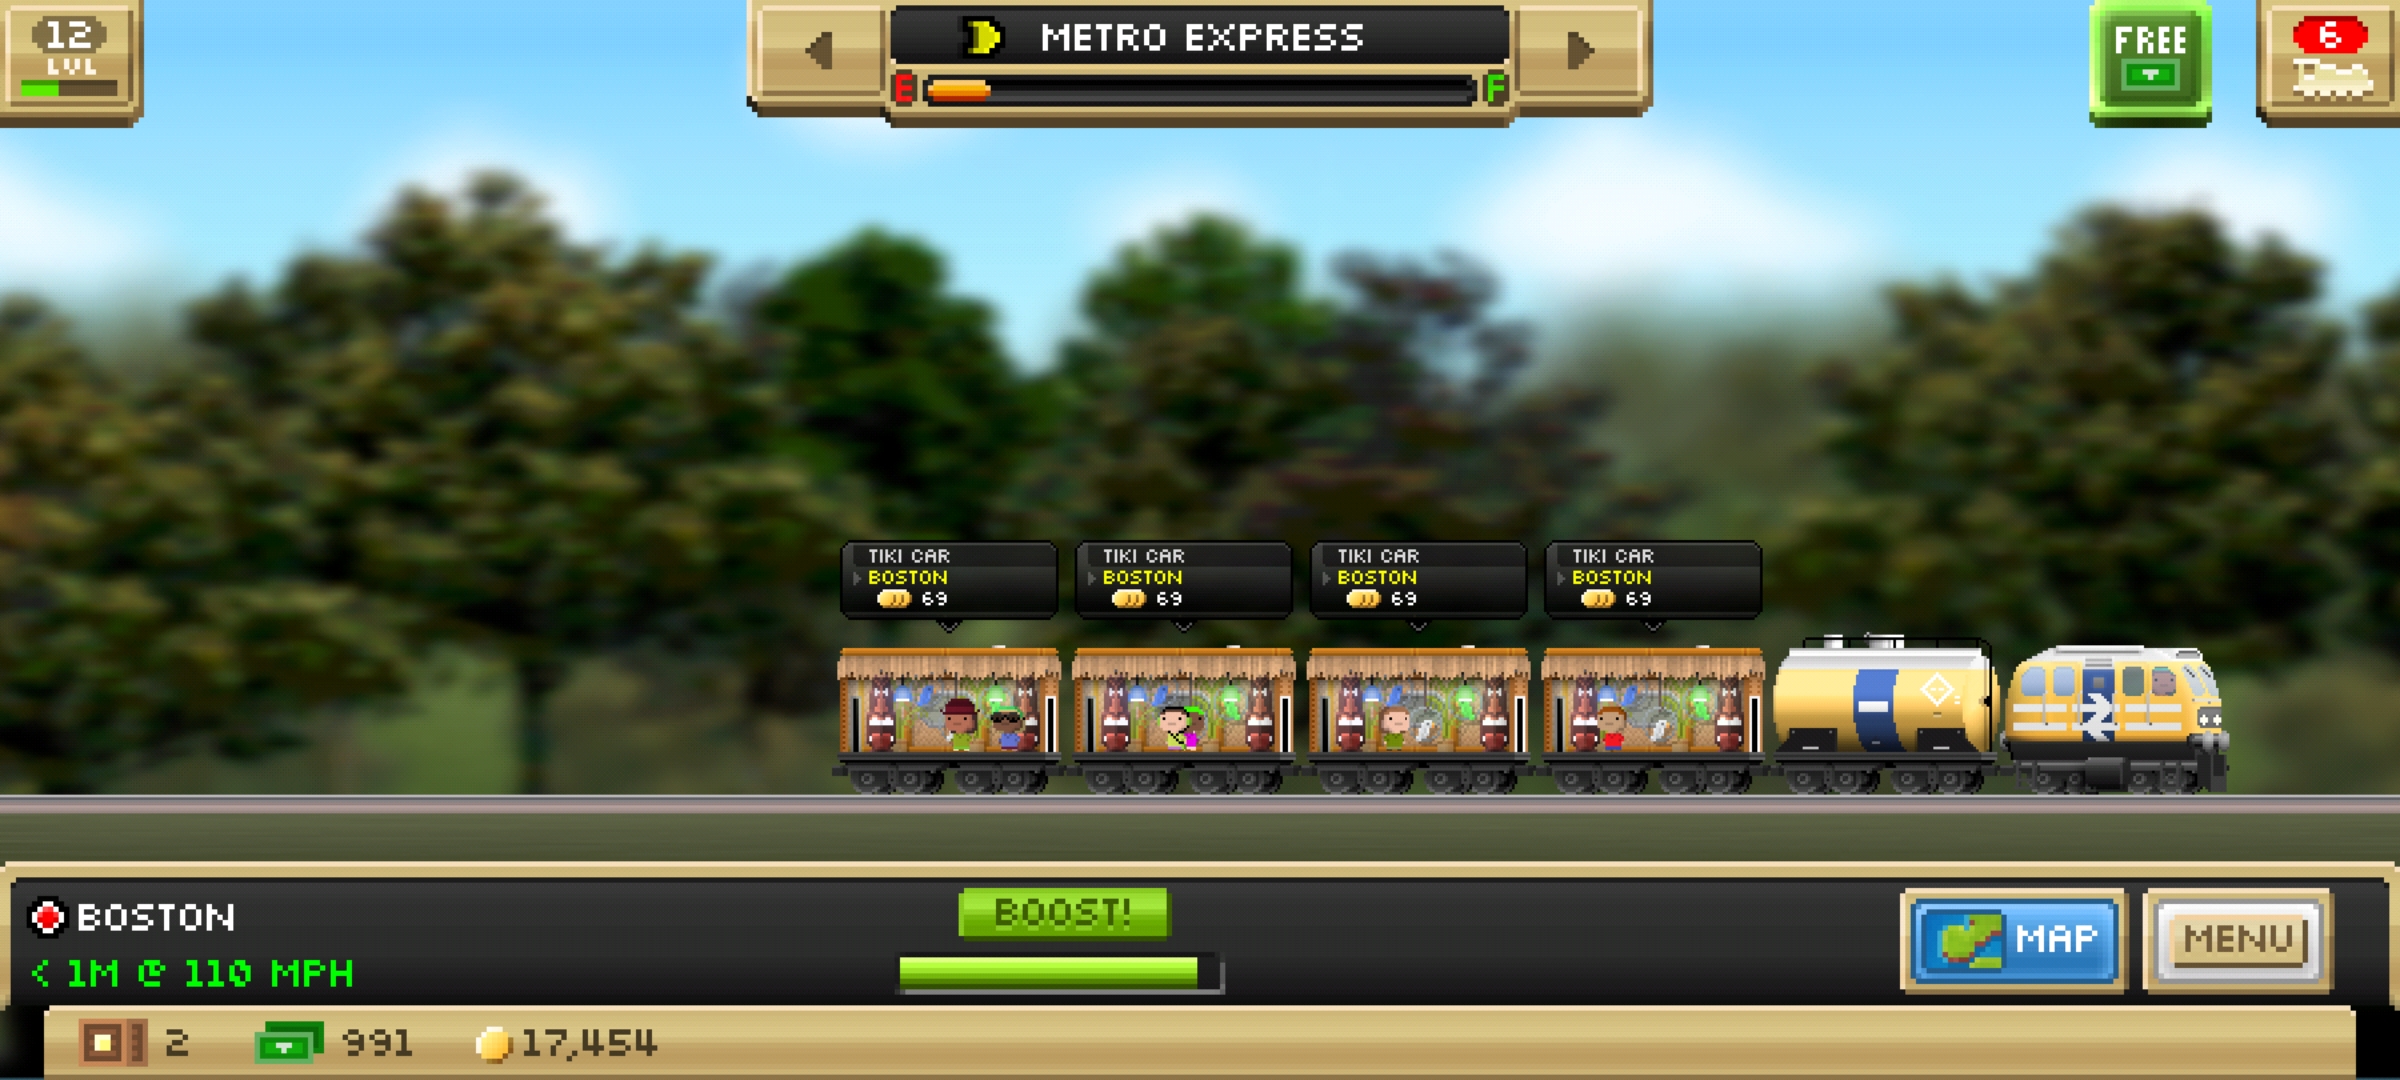 12
LVL
METRO EXPRESS
E F
FREE
6
TIKI CAR
BOSTON
69
TIKI CAR
BOSTON
69
TIKI CAR
BOSTON
69
TIKI CAR
BOSTON
69
BOSTON
< 1M @ 110 MPH
BOOST!
MAP
MENU
2
991
17,454